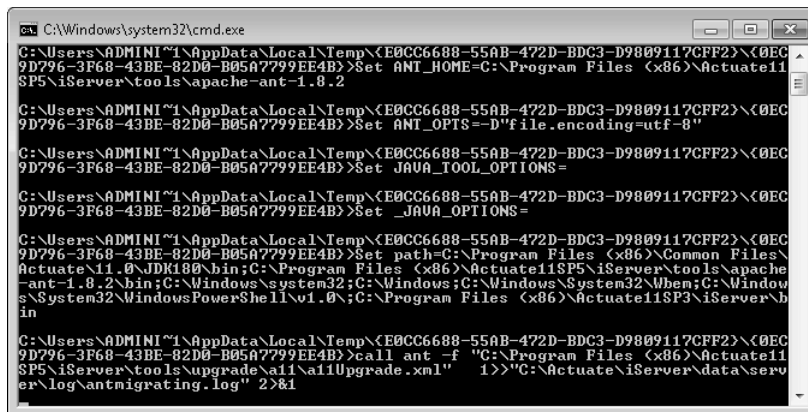 C:\Windows\system32\cmd.exe
C:\Users\ADMINI~1\AppData\Local\Temp\{E0CC6688-55AB-472D-BDC3-D9809117CFF2}\{0EC
9D796-3F68-43BE-82D0-B05A7799EE4B}>Set ANT_HOME=C:\Program Files (x86)\Actuate11
SP5\iServer\tools\apache-ant-1.8.2
C:\Users\ADMINI~1\AppData\Local\Temp\{E0CC6688-55AB-472D-BDC3-D9809117CFF2}\{0EC
9D796-3F68-43BE-82D0-B05A7799EE4B}>Set ANT_OPTS=-D"file.encoding=utf-8"
C:\Users\ADMINI~1\AppData\Local\Temp\{E0CC6688-55AB-472D-BDC3-D9809117CFF2}\{0EC
9D796-3F68-43BE-82D0-B05A7799EE4B}>Set JAVA_TOOL_OPTIONS=
C:\Users\ADMINI~1\AppData\Local\Temp\{E0CC6688-55AB-472D-BDC3-D9809117CFF2}\{0EC
9D796-3F68-43BE-82D0-B05A7799EE4B}>Set _JAVA_OPTIONS=
C:\Users\ADMINI~1\AppData\Local\Temp\{E0CC6688-55AB-472D-BDC3-D9809117CFF2}\{0EC
9D796-3F68-43BE-82D0-B05A7799EE4B}>Set path=C:\Program Files (x86)\Common Files\
Actuate\11.0\JDK180\bin;C:\Program Files (x86)\Actuate11SP5\iServer\tools\apache
-ant-1.8.2\bin;C:\Windows\system32;C:\Windows;C:\Windows\System32\Wbem;C:\Window
s\System32\WindowsPowerShell\v1.0\;C:\Program Files (x86)\Actuate11SP3\iServer\b
in
C:\Users\ADMINI~1\AppData\Local\Temp\{E0CC6688-55AB-472D-BDC3-D9809117CFF2}\{0EC
9D796-3F68-43BE-82D0-B05A7799EE4B}>call ant -f "C:\Program Files (x86)\Actuate11
SP5\iServer\tools\upgrade\a11\a11Upgrade.xml"   1>>"C:\Actuate\iServer\data\serv
er\log\antmigrating.log" 2>&1